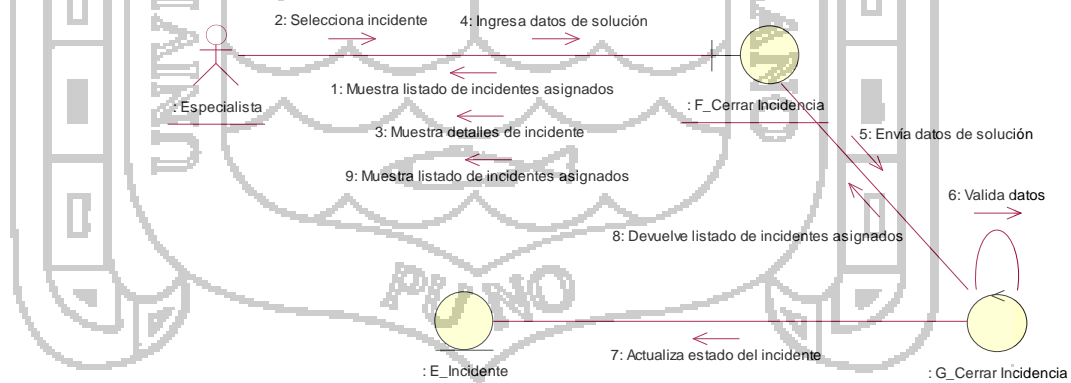 2: Selecciona incidente
4: Ingresa datos de solución
1: Muestra listado de incidentes asignados
: Especialista
: F_Cerrar Incidencia
3: Muestra detalles de incidente
5: Envía datos de solución
9: Muestra listado de incidentes asignados
6: Valida datos
8: Devuelve listado de incidentes asignados
PUNO
7: Actualiza estado del incidente
: E_Incidente
: G_Cerrar Incidencia